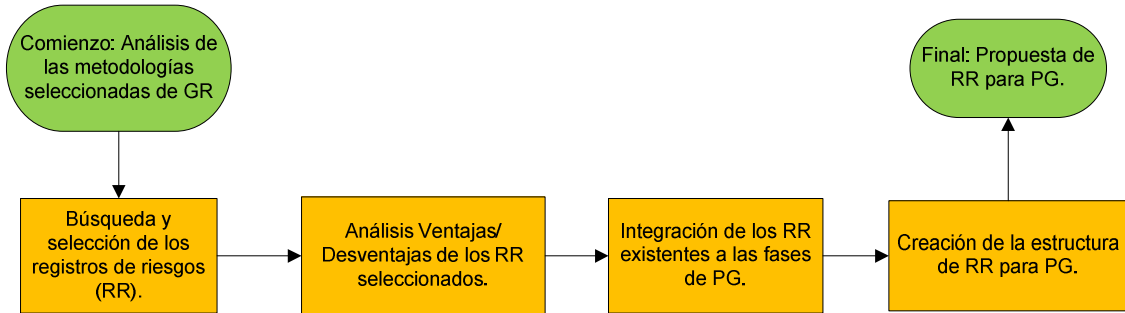 Comienzo: Análisis de
las metodologías
seleccionadas de GR
Búsqueda y
selección de los
registros de riesgos
(RR).
Análisis Ventajas/
Desventajas de los RR
seleccionados.
Integración de los RR
existentes a las fases
de PG.
Creación de la estructura
de RR para PG.
Final: Propuesta de
RR para PG.